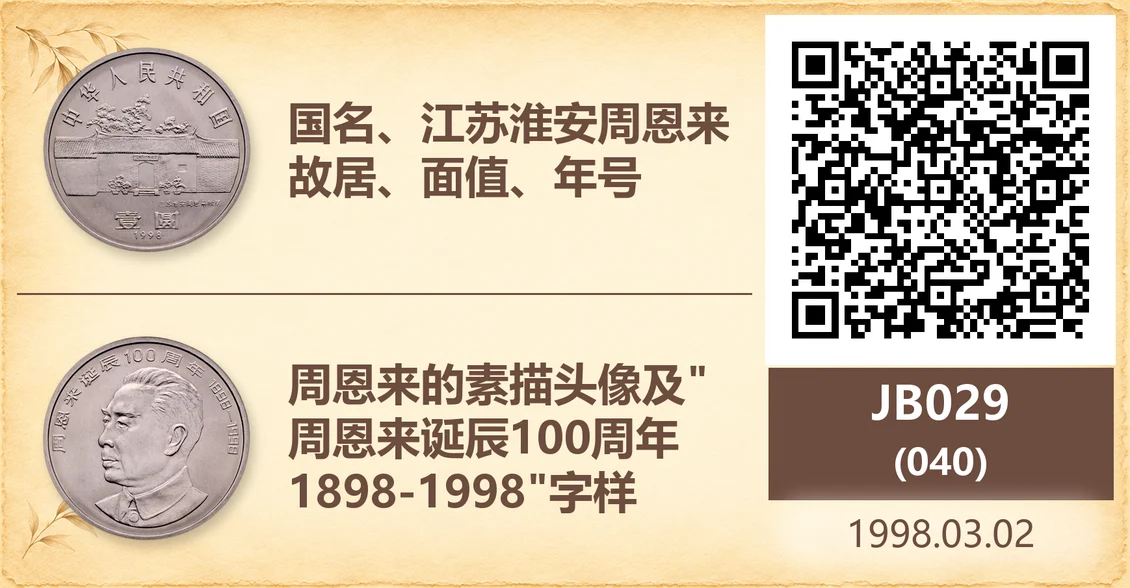 中华人民共和国
壹圆
1998
国名、江苏淮安周恩来
故居、面值、年号
周恩来诞辰100周年 1898-1998
周恩来的素描头像及"
周恩来诞辰100周年
1898-1998"字样
JB029
(040)
1998.03.02